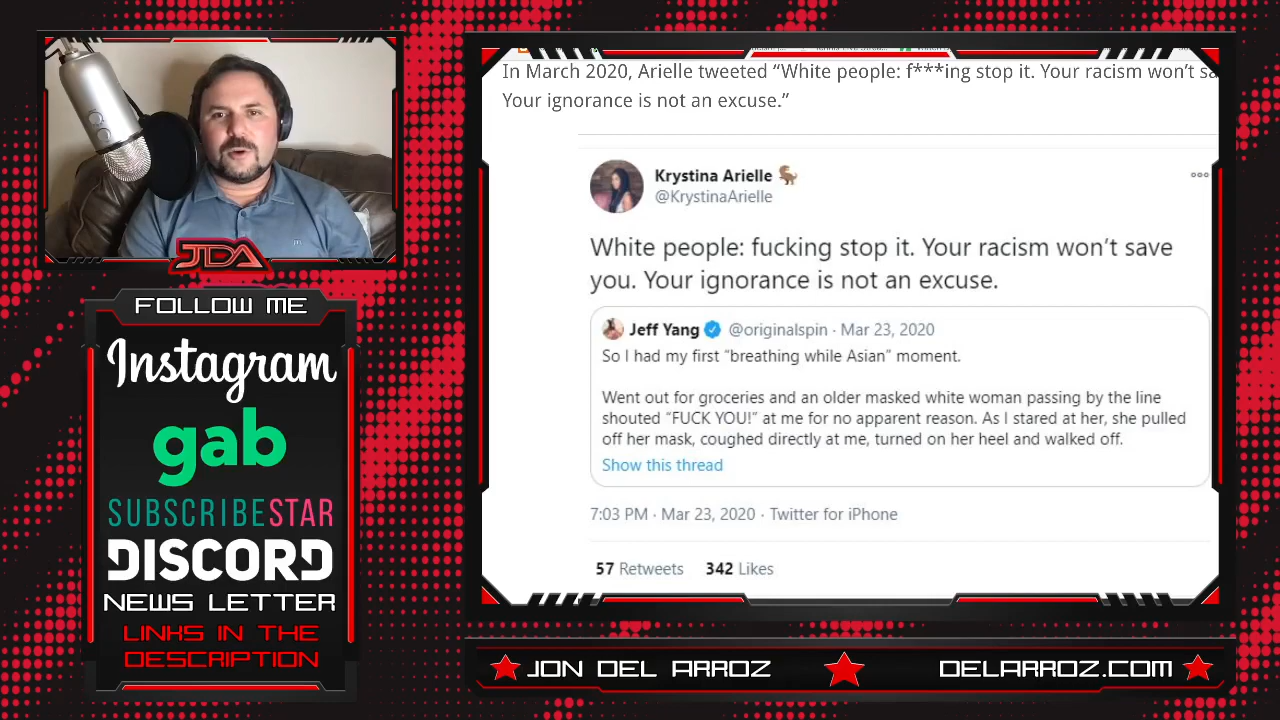 In March 2020, Arielle tweeted “White people: f***ing stop it. Your racism won’t sa
Your ignorance is not an excuse.”
Krystina Arielle
@KrystinaArielle
White people: fucking stop it. Your racism won’t save
you. Your ignorance is not an excuse.
Jeff Yang @originalspin · Mar 23, 2020
So I had my first “breathing while Asian” moment.
Went out for groceries and an older masked white woman passing by the line
shouted “FUCK YOU!” at me for no apparent reason. As I stared at her, she pulled
off her mask, coughed directly at me, turned on her heel and walked off.
Show this thread
7:03 PM · Mar 23, 2020 · Twitter for iPhone
57 Retweets 342 Likes
JDA
FOLLOW ME
Instagram
gab
SUBSCRIBESTAR
DISCORD
NEWS LETTER
LINKS IN THE
DESCRIPTION
JON DEL ARROZ
DELARROZ.COM